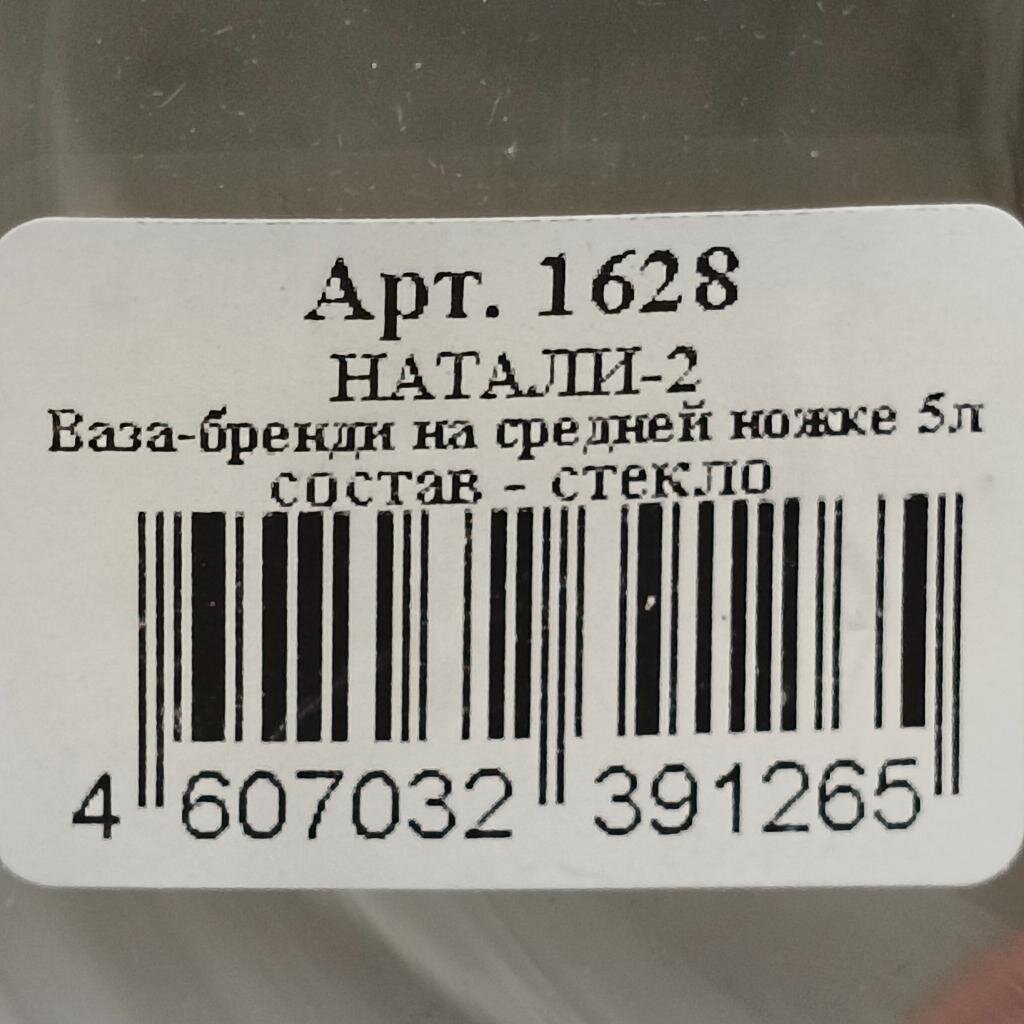 Арт. 1628
НАТАЛИ-2
Ваза-бренди на средней ножке 5л
состав - стекло
4 607032 391265